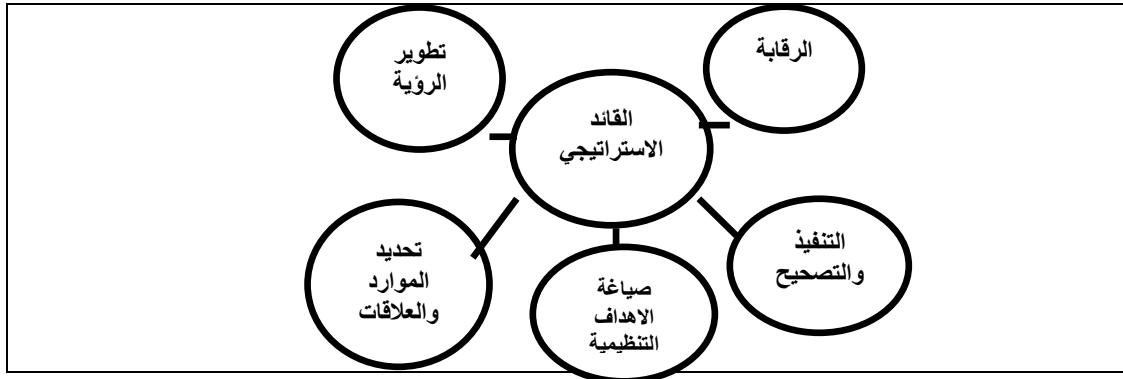 الرقابة
تطوير
الرؤية
القائد
الاستراتيجي
التنفيذ
والتصحيح
صياغة
الاهداف
التنظيمية
تحديد
الموارد
والعلاقات